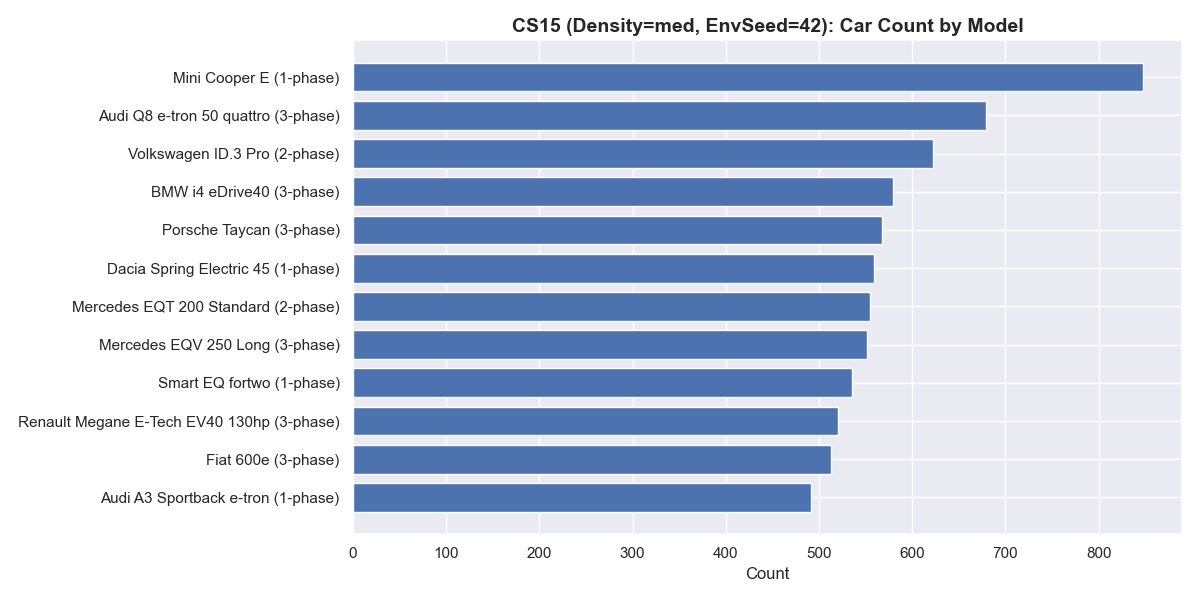 CS15 (Density=med, EnvSeed=42): Car Count by Model
Mini Cooper E (1-phase)
Audi Q8 e-tron 50 quattro (3-phase)
Volkswagen ID.3 Pro (2-phase)
BMW i4 eDrive40 (3-phase)
Porsche Taycan (3-phase)
Dacia Spring Electric 45 (1-phase)
Mercedes EQT 200 Standard (2-phase)
Mercedes EQV 250 Long (3-phase)
Smart EQ fortwo (1-phase)
Renault Megane E-Tech EV40 130hp (3-phase)
Fiat 600e (3-phase)
Audi A3 Sportback e-tron (1-phase)
0 100 200 300 400 500 600 700 800
Count